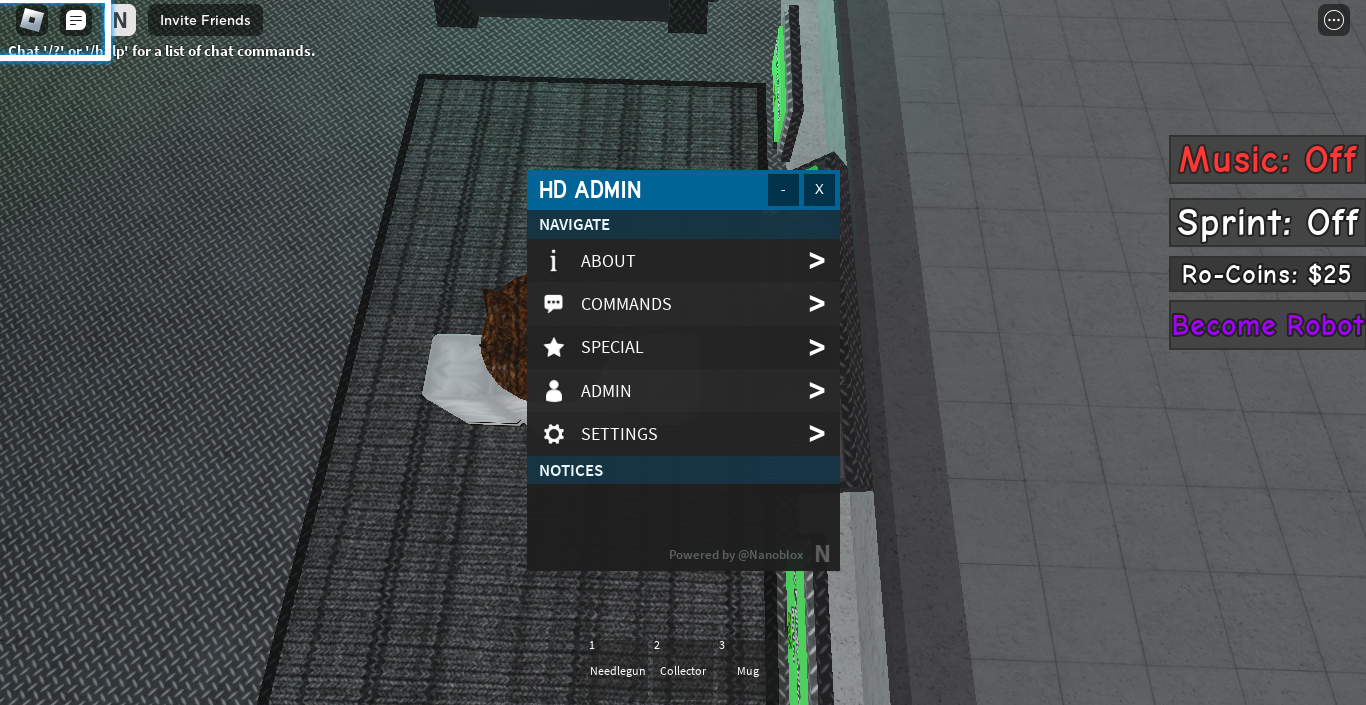 N
Invite Friends
Chat '/?' or '/help' for a list of chat commands.
HD ADMIN
-
X
NAVIGATE
i
ABOUT
>
COMMANDS
>
SPECIAL
>
ADMIN
>
SETTINGS
>
NOTICES
Powered by @Nanoblox
N
Music: Off
Sprint: Off
Ro-Coins: $25
Become Robot
1
2
3
Needlegun
Collector
Mug